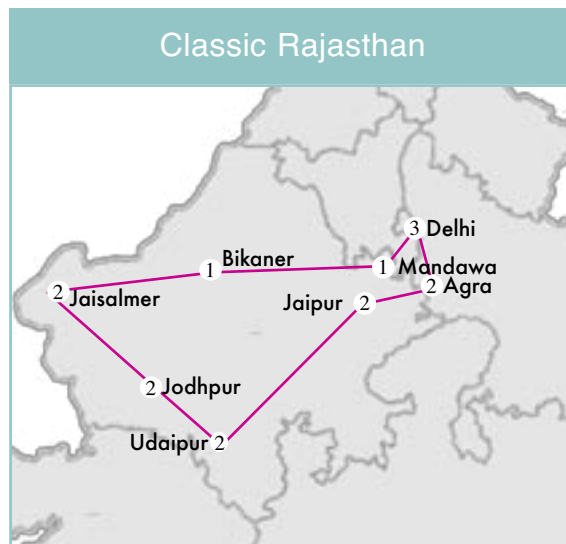 Classic Rajasthan
3 Delhi
Bikaner
1
1 Mandawa
2 Jaisalmer
2 Agra
Jaipur 2
2 Jodhpur
Udaipur 2